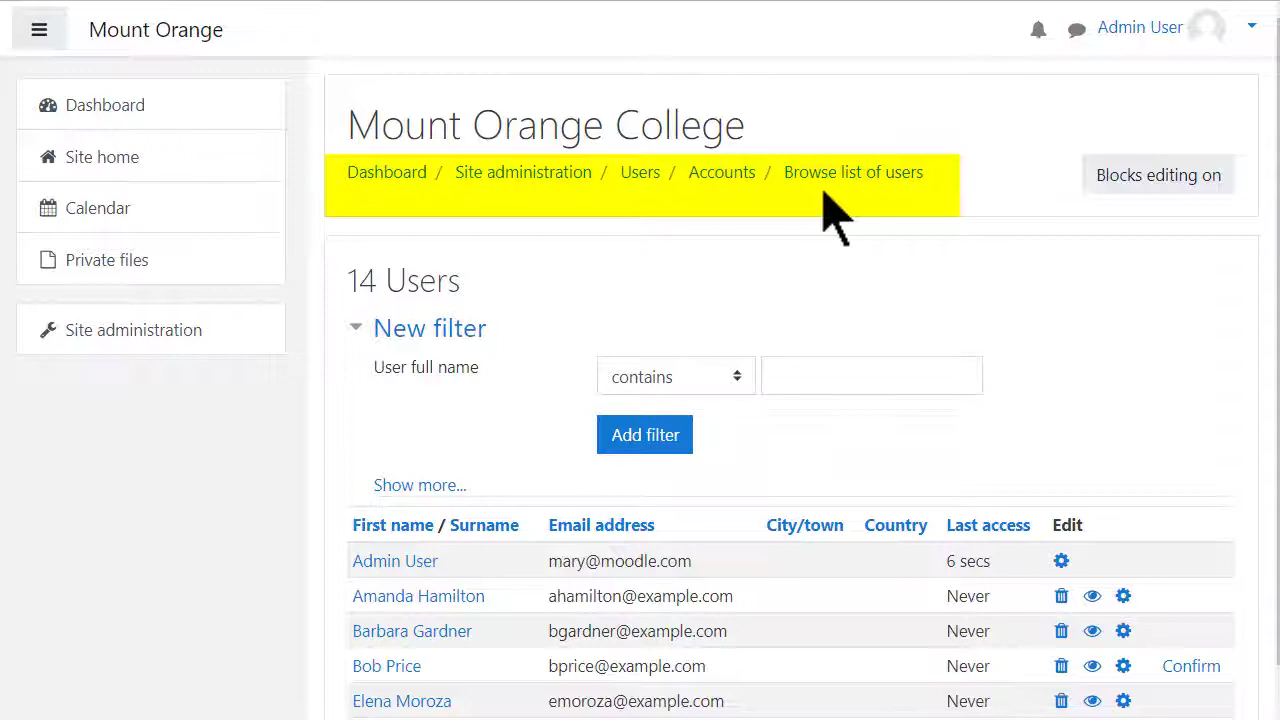 Mount Orange
Admin User
Dashboard
Site home
Calendar
Private files
Site administration
Mount Orange College
Dashboard / Site administration / Users / Accounts / Browse list of users
Blocks editing on
14 Users
New filter
User full name
contains
Add filter
Show more...
First name / Surname Email address City/town Country Last access Edit
Admin User mary@moodle.com 6 secs
Amanda Hamilton ahamilton@example.com Never
Barbara Gardner bgardner@example.com Never
Bob Price bprice@example.com Never Confirm
Elena Moroza emoroza@example.com Never